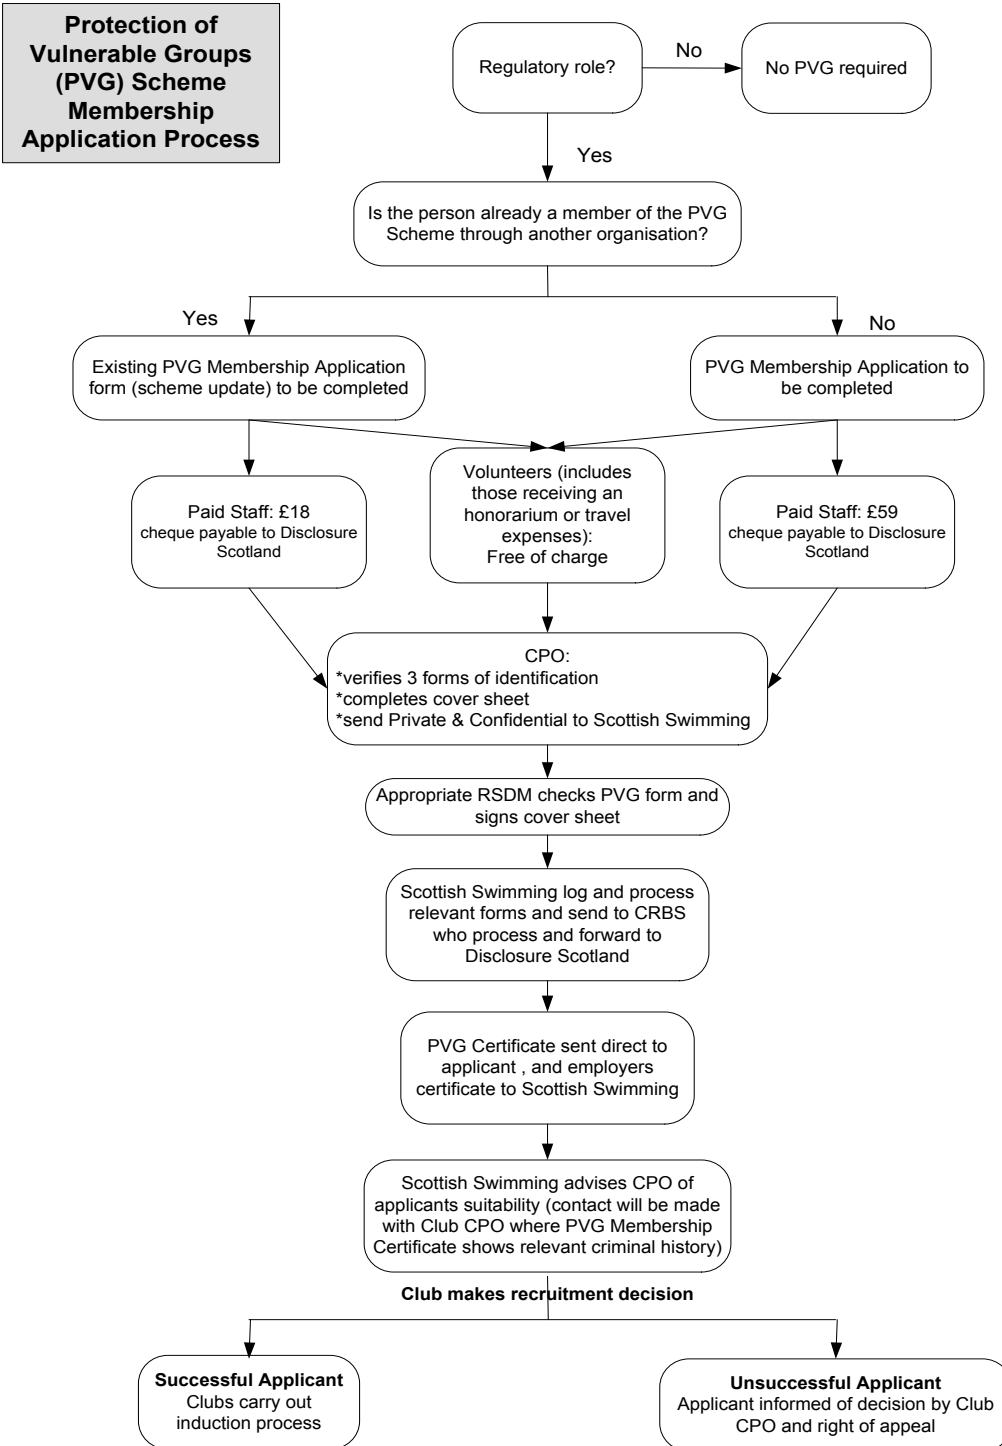 Protection of
Vulnerable Groups
(PVG) Scheme
Membership
Application Process
Regulatory role?
No
No PVG required
Yes
Is the person already a member of the PVG
Scheme through another organisation?
Yes
No
Existing PVG Membership Application
form (scheme update) to be completed
PVG Membership Application to
be completed
Paid Staff: £18
cheque payable to Disclosure
Scotland
Volunteers (includes
those receiving an
honorarium or travel
expenses):
Free of charge
Paid Staff: £59
cheque payable to Disclosure
Scotland
CPO:
*verifies 3 forms of identification
*completes cover sheet
*send Private & Confidential to Scottish Swimming
Appropriate RSDM checks PVG form and
signs cover sheet
Scottish Swimming log and process
relevant forms and send to CRBS
who process and forward to
Disclosure Scotland
PVG Certificate sent direct to
applicant , and employers
certificate to Scottish Swimming
Scottish Swimming advises CPO of
applicants suitability (contact will be made
with Club CPO where PVG Membership
Certificate shows relevant criminal history)
Club makes recruitment decision
Successful Applicant
Clubs carry out
induction process
Unsuccessful Applicant
Applicant informed of decision by Club
CPO and right of appeal